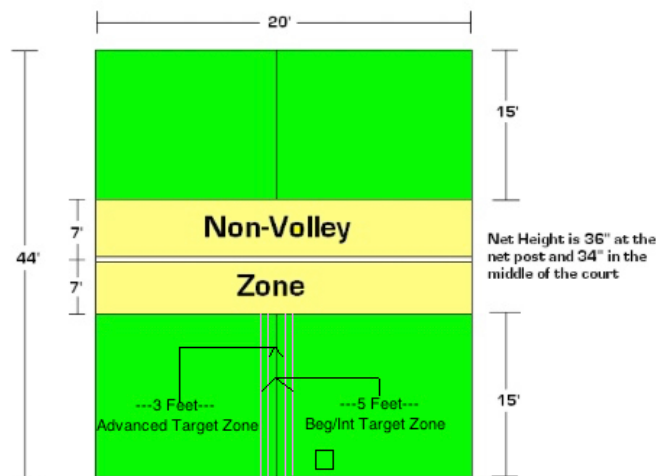 20'
15'
Non-Volley
7'
Net Height is 36" at the
net post and 34" in the
middle of the court
44'
7'
Zone
15'
---3 Feet---
Advanced Target Zone
---5 Feet---
Beg/Int Target Zone